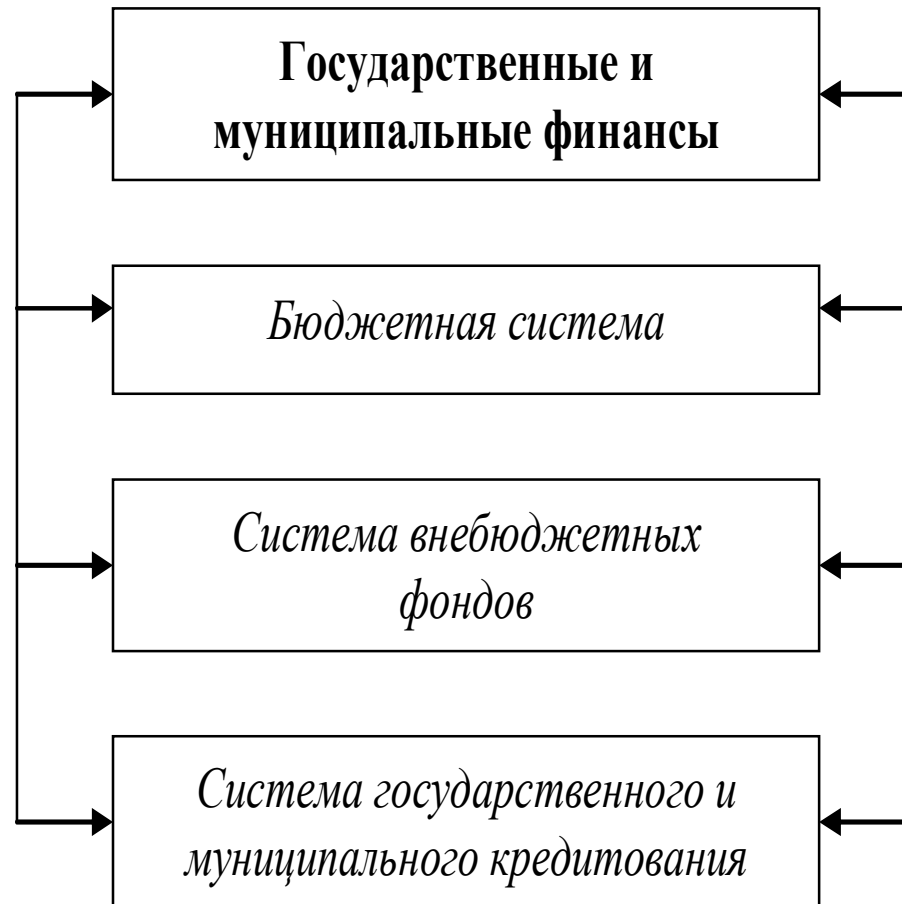 Государственные и
муниципальные финансы
Бюджетная система
Система внебюджетных
фондов
Система государственного и
муниципального кредитования